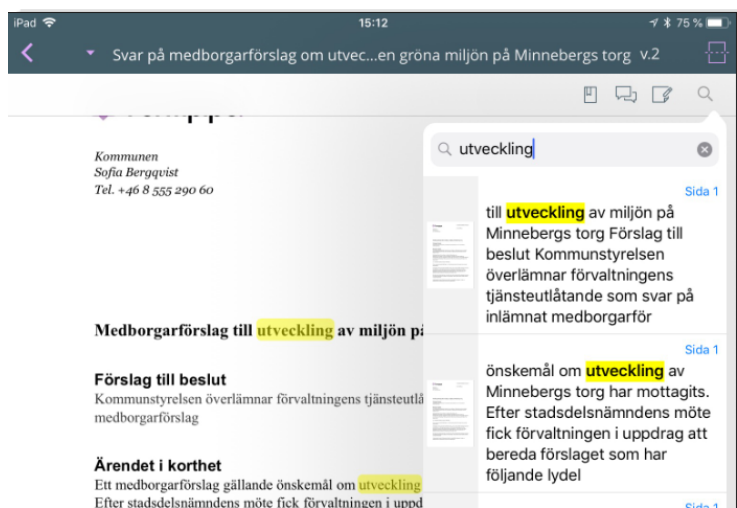 iPad 15:12 75 %
Svar på medborgarförslag om utvec...en gröna miljön på Minnebergs torg v.2
utveckling
Kommunen
Sofia Bergqvist
Tel. +46 8 555 290 60
Medborgarförslag till utveckling av miljön på
Förslag till beslut
Kommunstyrelsen överlämnar förvaltningens tjänsteutlå
medborgarförslag
Ärendet i korthet
Ett medborgarförslag gällande önskemål om utveckling
Efter stadsdelsnämndens möte fick förvaltningen i uppd
Sida 1
till utveckling av miljön på
Minnebergs torg Förslag till
beslut Kommunstyrelsen
överlämnar förvaltningens
tjänsteutlåtande som svar på
inlämnat medborgarför
Sida 1
önskemål om utveckling av
Minnebergs torg har mottagits.
Efter stadsdelsnämndens möte
fick förvaltningen i uppdrag att
bereda förslaget som har
följande lydel
Sida 1